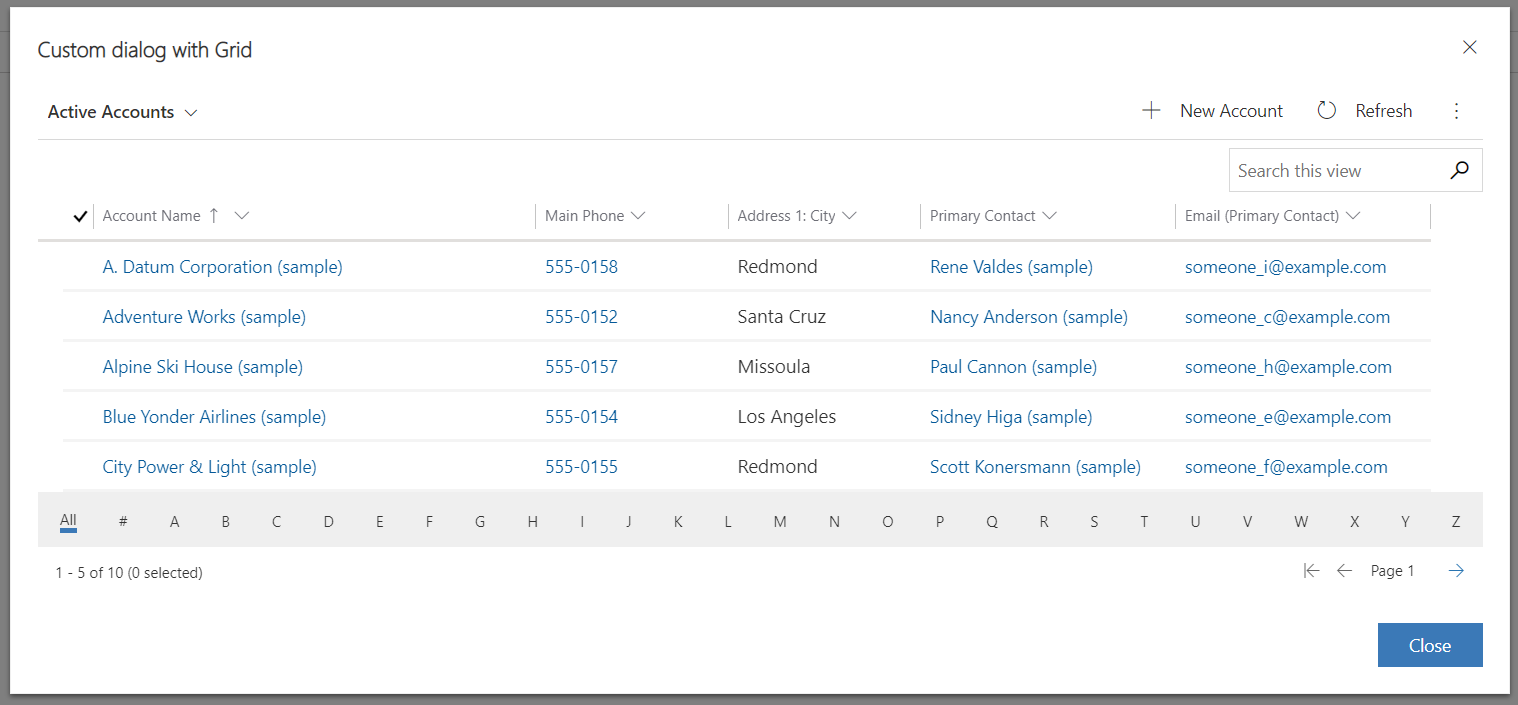 Custom dialog with Grid
Active Accounts
New Account Refresh
Search this view
Account Name Main Phone Address 1: City Primary Contact Email (Primary Contact)
A. Datum Corporation (sample) 555-0158 Redmond Rene Valdes (sample) someone_i@example.com
Adventure Works (sample) 555-0152 Santa Cruz Nancy Anderson (sample) someone_c@example.com
Alpine Ski House (sample) 555-0157 Missoula Paul Cannon (sample) someone_h@example.com
Blue Yonder Airlines (sample) 555-0154 Los Angeles Sidney Higa (sample) someone_e@example.com
City Power & Light (sample) 555-0155 Redmond Scott Konersmann (sample) someone_f@example.com
All # A B C D E F G H I J K L M N O P Q R S T U V W X Y Z
1 - 5 of 10 (0 selected) Page 1
Close